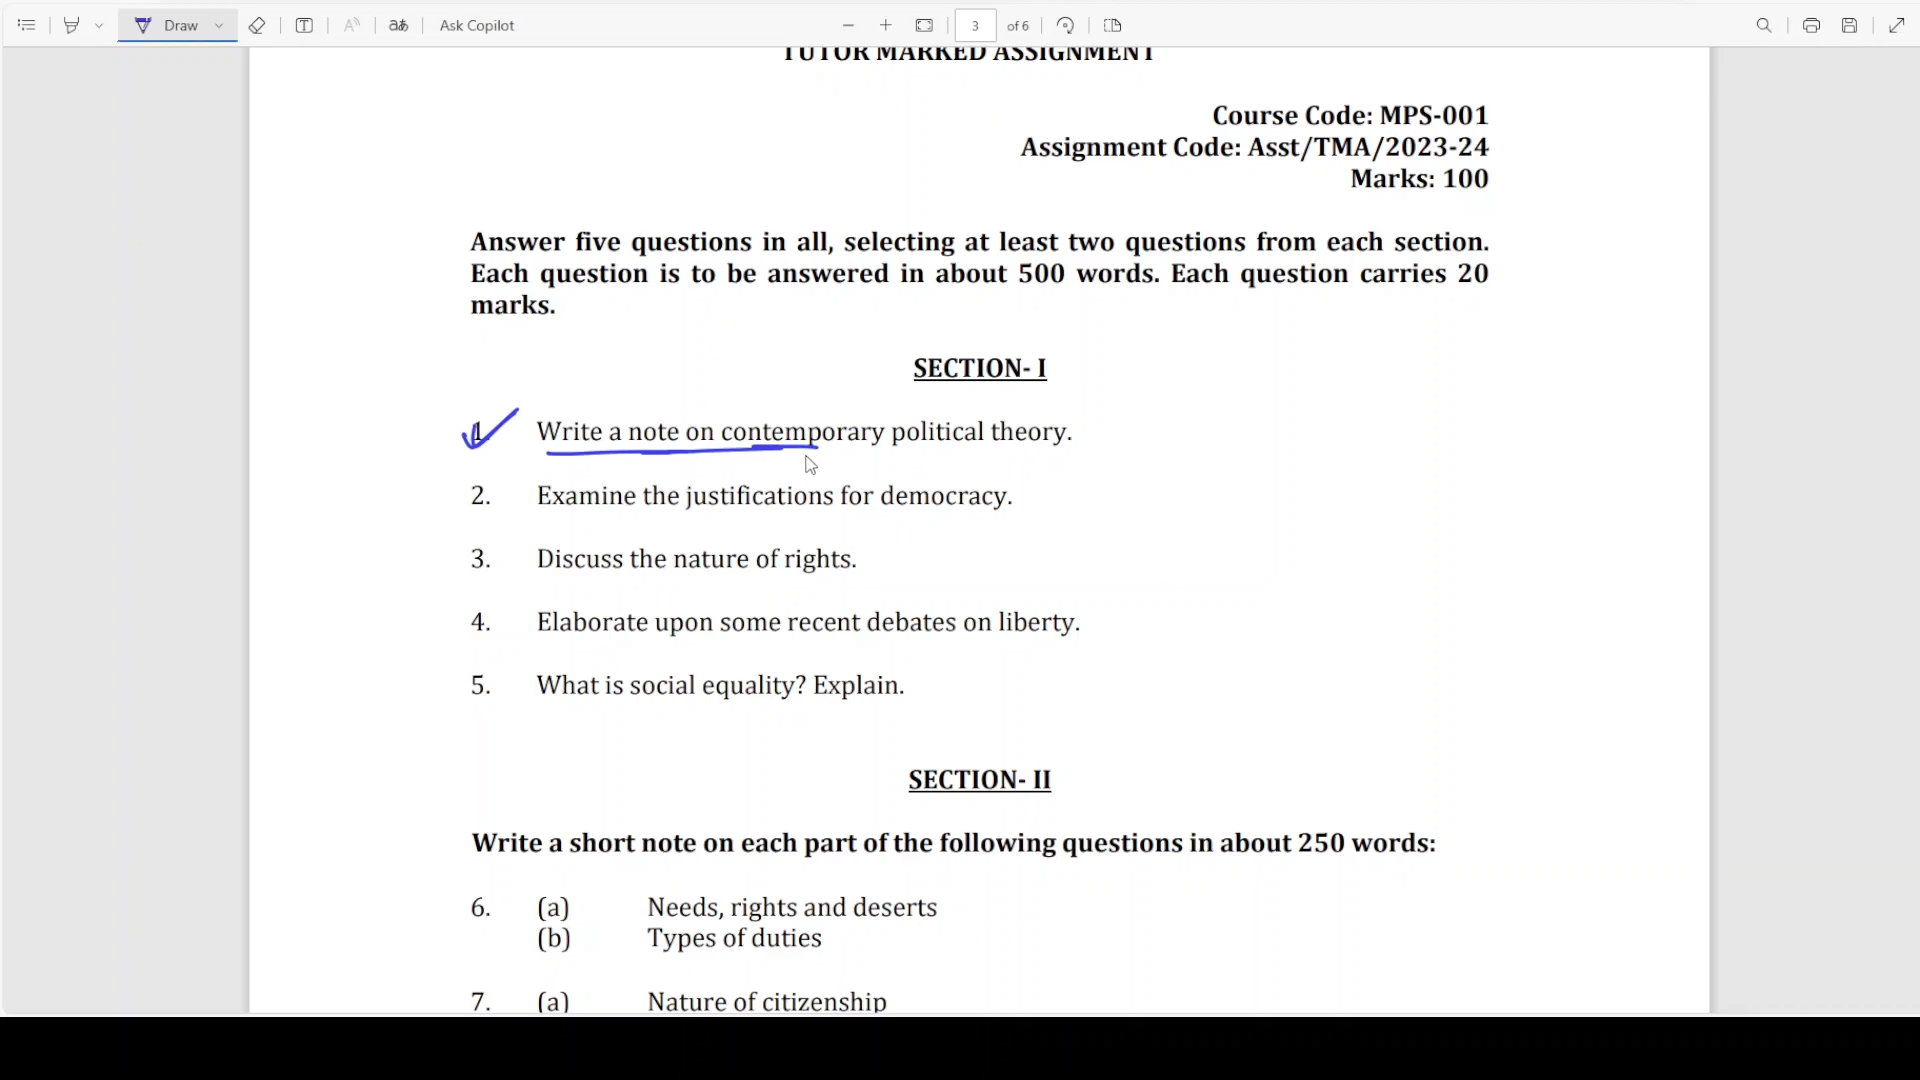 Draw
Ask Copilot
3 of 6
TUTOR MARKED ASSIGNMENT
Course Code: MPS-001
Assignment Code: Asst/TMA/2023-24
Marks: 100
Answer five questions in all, selecting at least two questions from each section.
Each question is to be answered in about 500 words. Each question carries 20
marks.
SECTION- I
1. Write a note on contemporary political theory.
2. Examine the justifications for democracy.
3. Discuss the nature of rights.
4. Elaborate upon some recent debates on liberty.
5. What is social equality? Explain.
SECTION- II
Write a short note on each part of the following questions in about 250 words:
6. (a) Needs, rights and deserts
(b) Types of duties
7. (a) Nature of citizenship